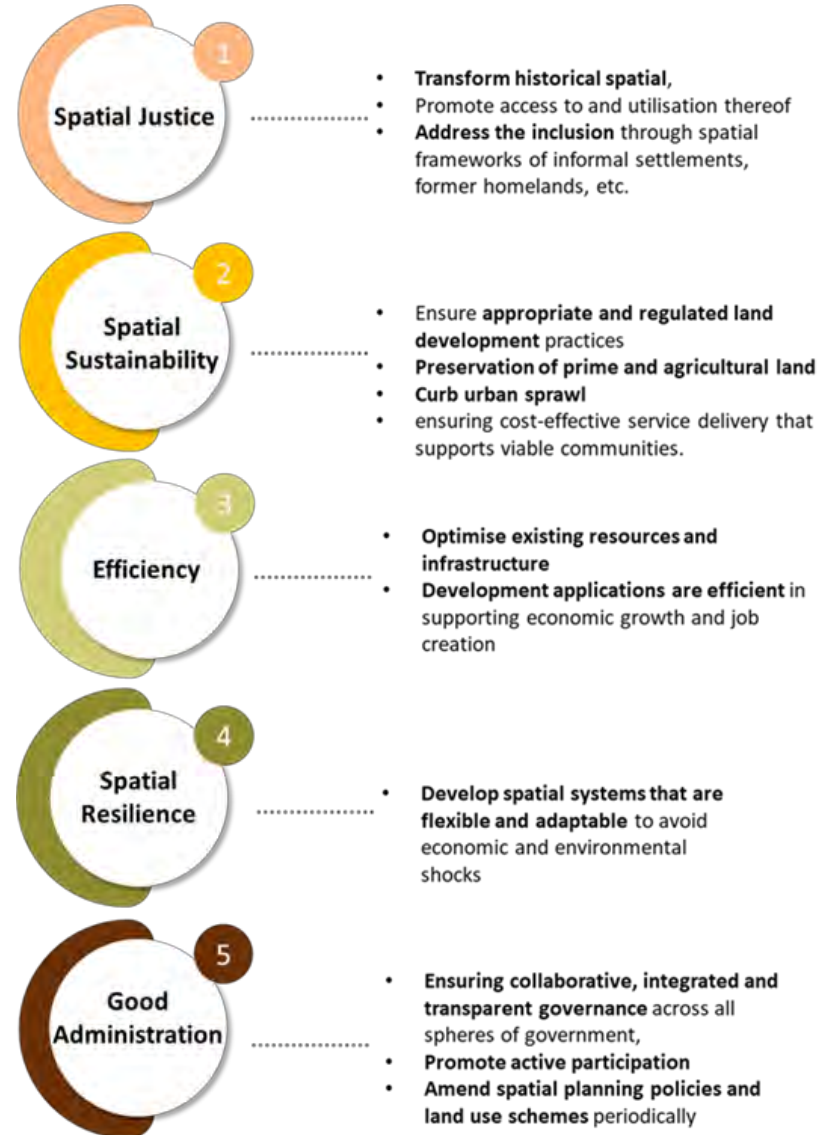 1
Spatial Justice
• Transform historical spatial,
• Promote access to and utilisation thereof
• Address the inclusion through spatial
frameworks of informal settlements,
former homelands, etc.
2
Spatial
Sustainability
• Ensure appropriate and regulated land
development practices
• Preservation of prime and agricultural land
• Curb urban sprawl
• ensuring cost-effective service delivery that
supports viable communities.
3
Efficiency
• Optimise existing resources and
infrastructure
• Development applications are efficient in
supporting economic growth and job
creation
4
Spatial
Resilience
• Develop spatial systems that are
flexible and adaptable to avoid
economic and environmental
shocks
5
Good
Administration
• Ensuring collaborative, integrated and
transparent governance across all
spheres of government,
• Promote active participation
• Amend spatial planning policies and
land use schemes periodically